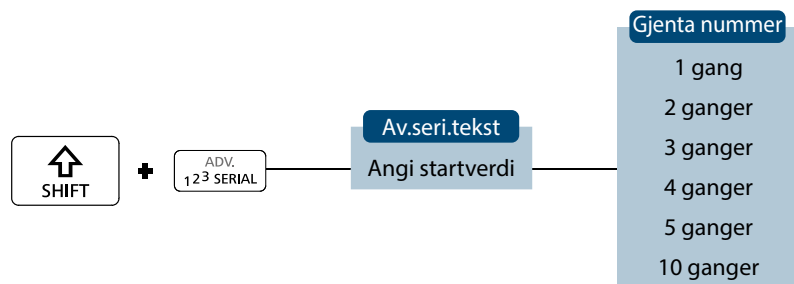 SHIFT
+
ADV.
123 SERIAL
Av.seri.tekst
Angi startverdi
Gjenta nummer
1 gang
2 ganger
3 ganger
4 ganger
5 ganger
10 ganger